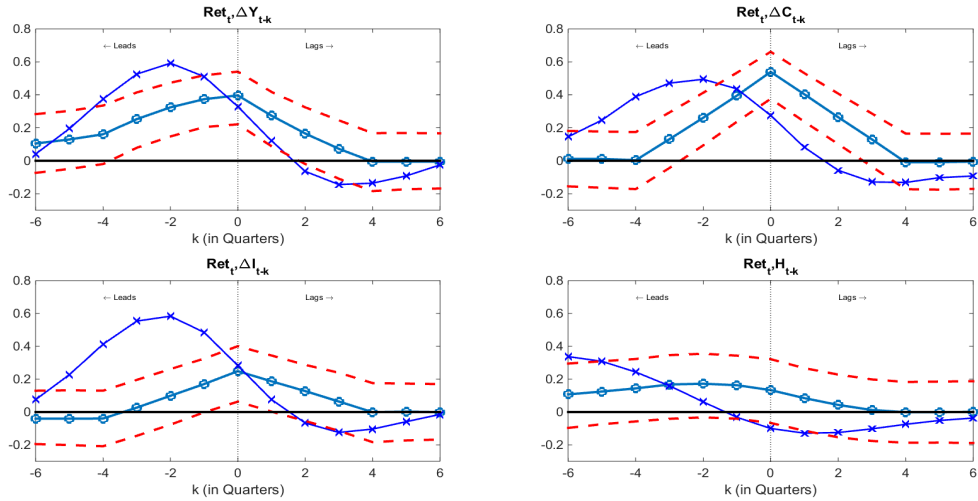 Ret_t,ΔY_{t-k}
0.8
0.6
0.4
0.2
0
-0.2
← Leads
Lags →
-6 -4 -2 0 2 4 6
k (in Quarters)
Ret_t,ΔC_{t-k}
0.8
0.6
0.4
0.2
0
-0.2
← Leads
Lags →
-6 -4 -2 0 2 4 6
k (in Quarters)
Ret_t,ΔI_{t-k}
0.8
0.6
0.4
0.2
0
-0.2
← Leads
Lags →
-6 -4 -2 0 2 4 6
k (in Quarters)
Ret_t,H_{t-k}
0.8
0.6
0.4
0.2
0
-0.2
← Leads
Lags →
-6 -4 -2 0 2 4 6
k (in Quarters)